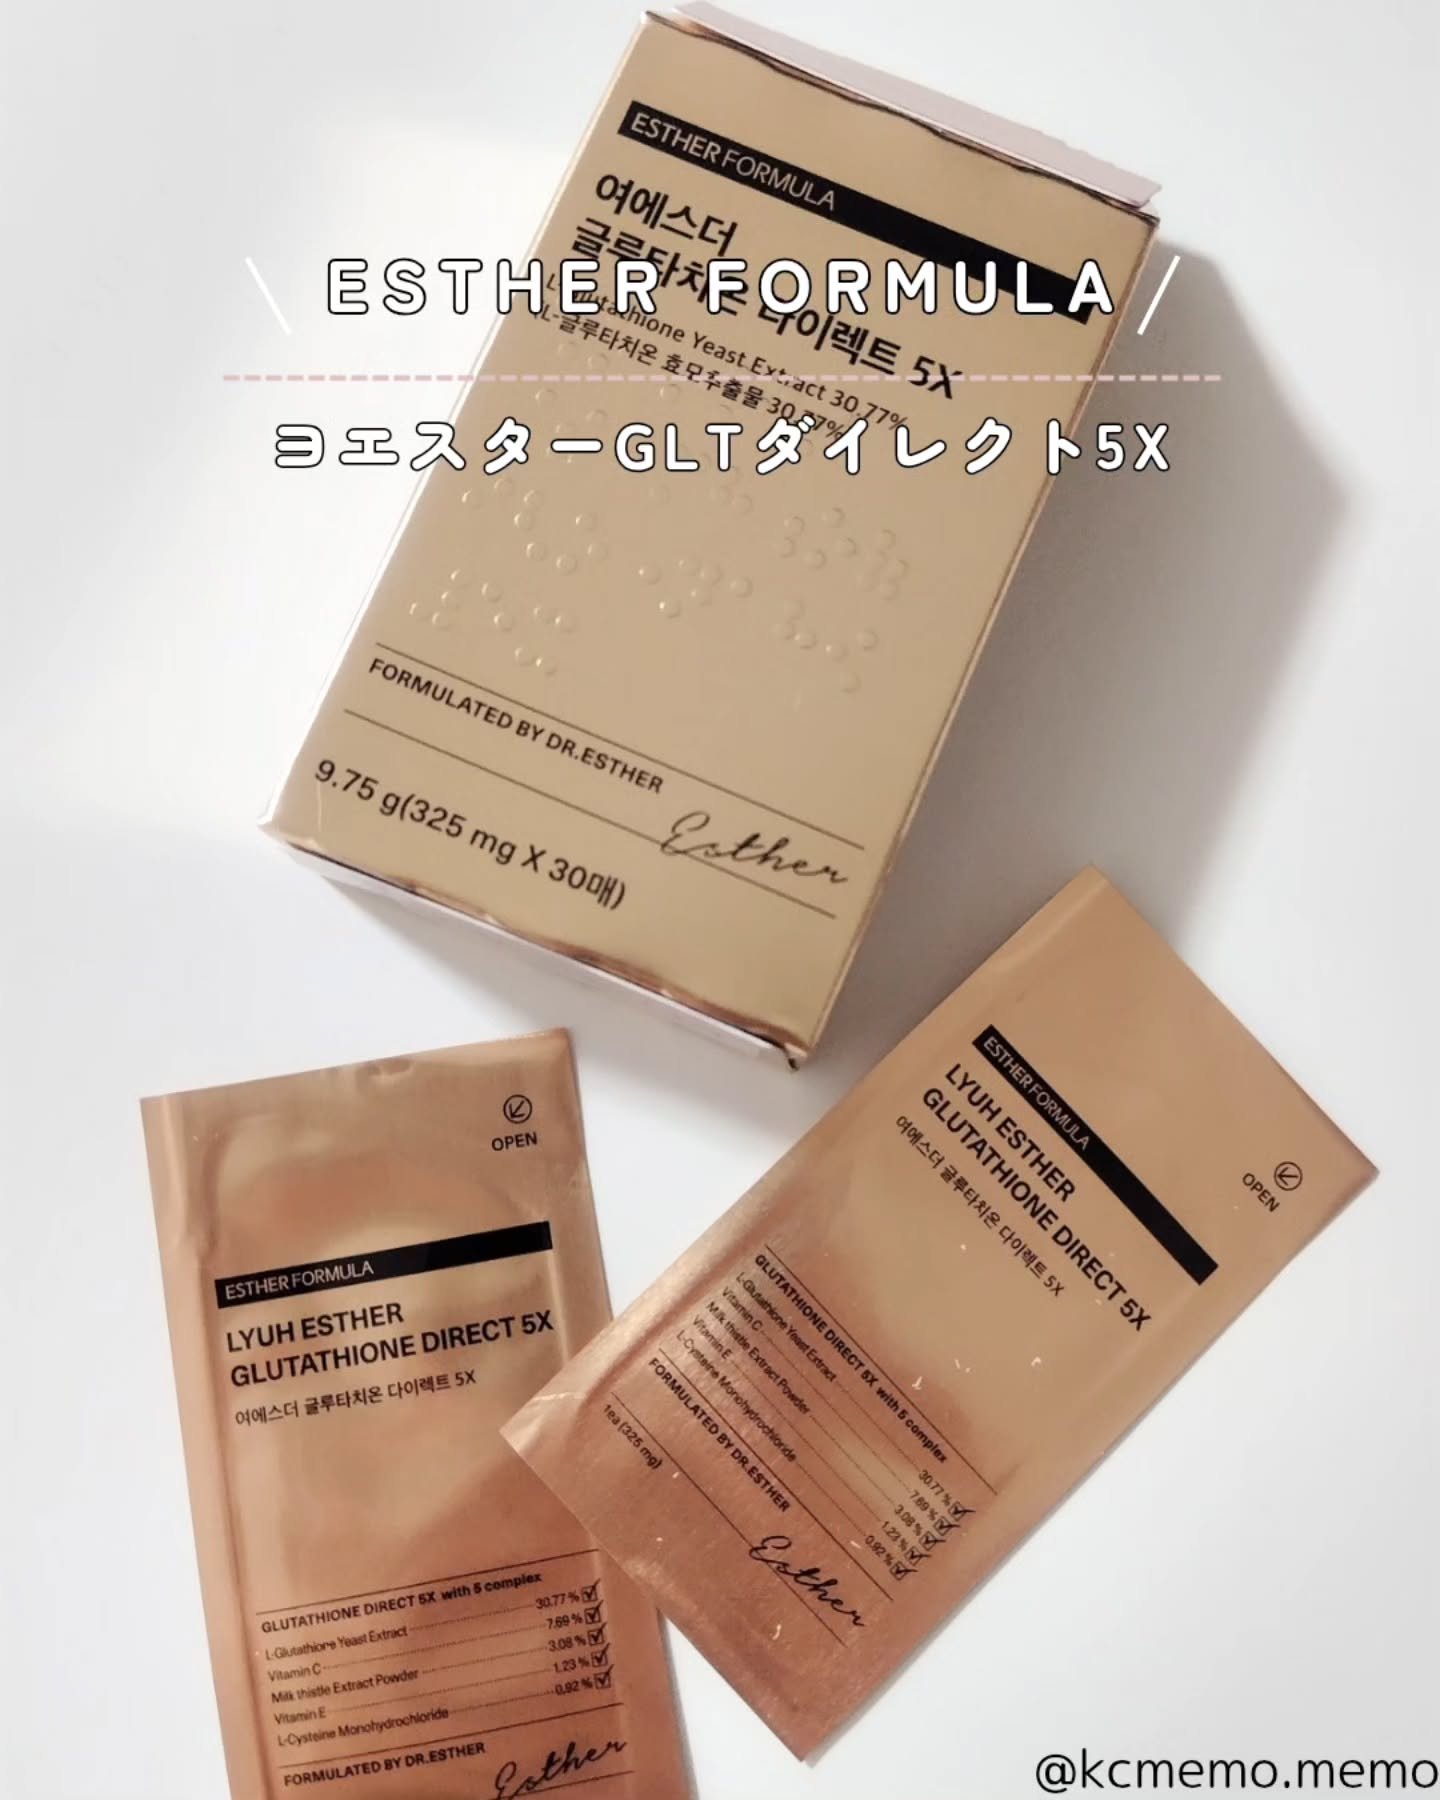 ESTHER FORMULA
여에스더
글루타치온 다이렉트 5X
L-Glutathione Yeast Extract 30.77%
(L-글루타치온 효모추출물 30.77%)
\ ESTHER FORMULA /
ヨエスターGLTダイレクト5X
FORMULATED BY DR.ESTHER
Esther
9.75 g(325 mg X 30매)
OPEN
ESTHER FORMULA
LYUH ESTHER
GLUTATHIONE DIRECT 5X
여에스더 글루타치온 다이렉트 5X
GLUTATHIONE DIRECT 5X with 5 complex
L-Glutathione Yeast Extract 30.77 %
Vitamin C 7.69 %
Milk thistle Extract Powder 3.08 %
Vitamin E 1.23 %
L-Cysteine Monohydrochloride 0.92 %
FORMULATED BY DR.ESTHER
Esther
OPEN
ESTHER FORMULA
LYUH ESTHER
GLUTATHIONE DIRECT 5X
여에스더 글루타치온 다이렉트 5X
GLUTATHIONE DIRECT 5X with 5 complex
L-Glutathione Yeast Extract 30.77 %
Vitamin C 7.69 %
Milk thistle Extract Powder 3.08 %
Vitamin E 1.23 %
L-Cysteine Monohydrochloride 0.92 %
FORMULATED BY DR.ESTHER
1ea (325 mg)
Esther
@kcmemo.memo